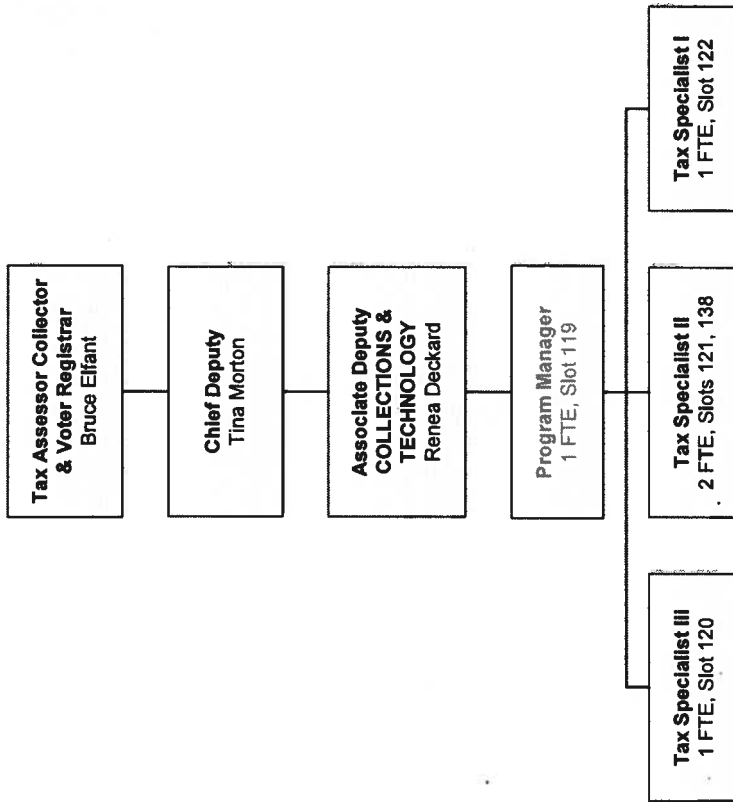 Tax Assessor Collector
& Voter Registrar
Bruce Elfant
Chief Deputy
Tina Morton
Associate Deputy
COLLECTIONS &
TECHNOLOGY
Renea Deckard
Program Manager
1 FTE, Slot 119
Tax Specialist III
1 FTE, Slot 120
Tax Specialist II
2 FTE, Slots 121, 138
Tax Specialist I
1 FTE, Slot 122